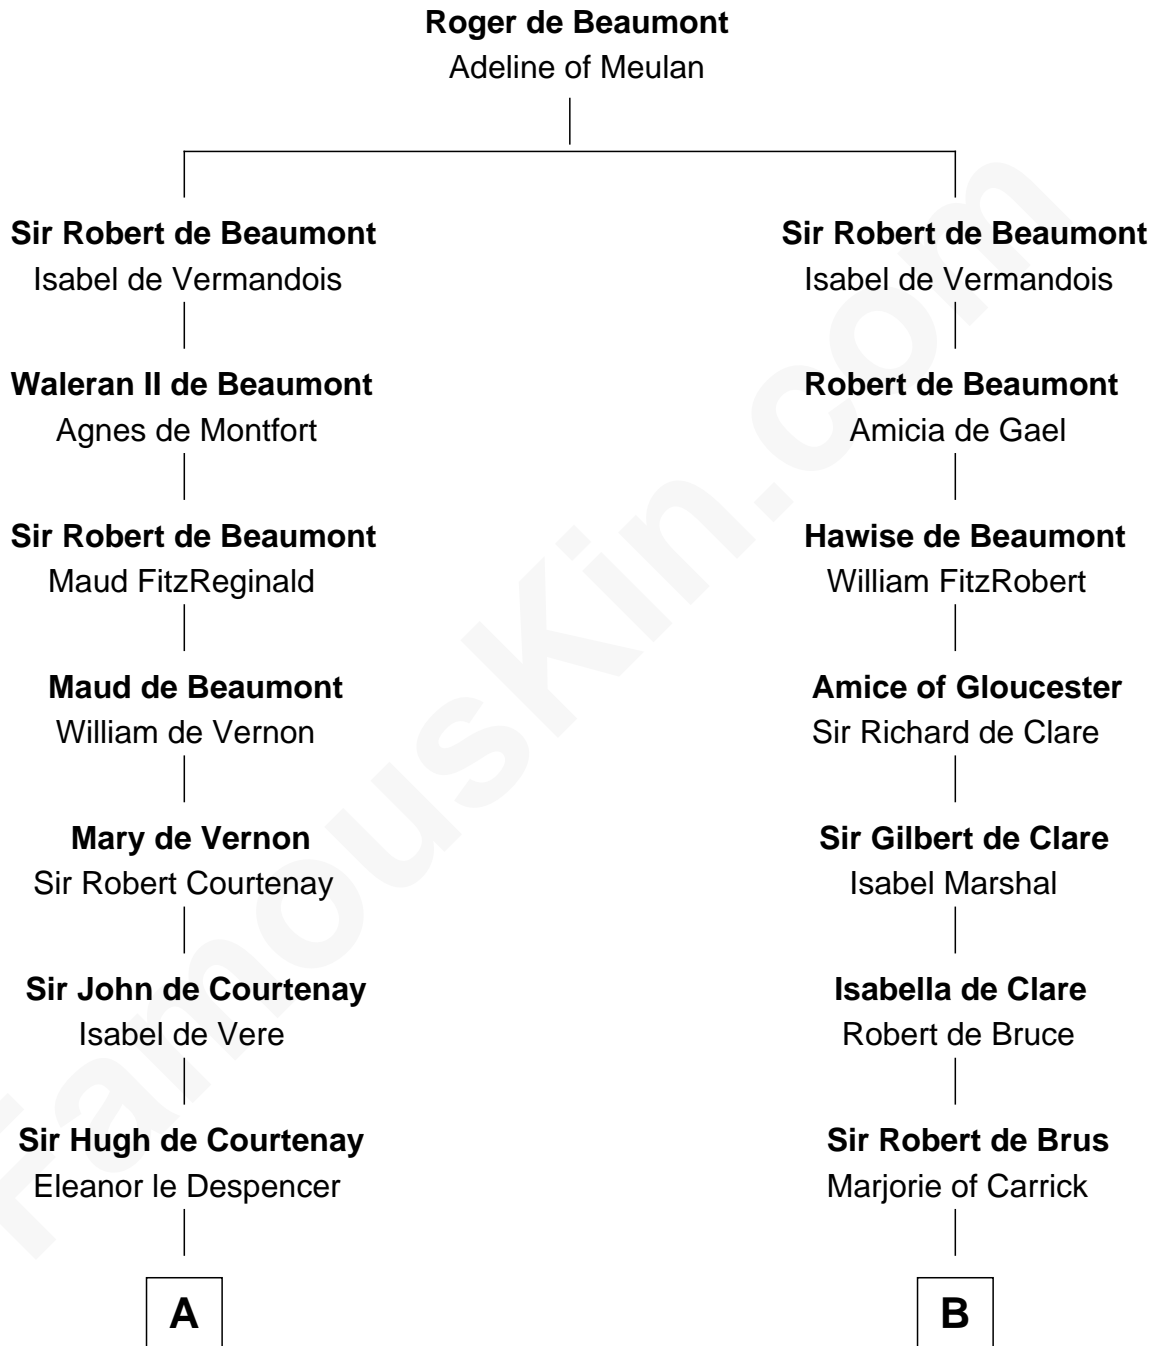 Roger de Beaumont
Adeline of Meulan
Sir Robert de Beaumont
Isabel de Vermandois
Sir Robert de Beaumont
Isabel de Vermandois
Waleran II de Beaumont
Agnes de Montfort
Robert de Beaumont
Amicia de Gael
Sir Robert de Beaumont
Maud FitzReginald
Hawise de Beaumont
William FitzRobert
Maud de Beaumont
William de Vernon
Amice of Gloucester
Sir Richard de Clare
Mary de Vernon
Sir Robert Courtenay
Sir Gilbert de Clare
Isabel Marshal
Sir John de Courtenay
Isabel de Vere
Isabella de Clare
Robert de Bruce
Sir Hugh de Courtenay
Eleanor le Despencer
Sir Robert de Brus
Marjorie of Carrick
A
B
FamousKin.com